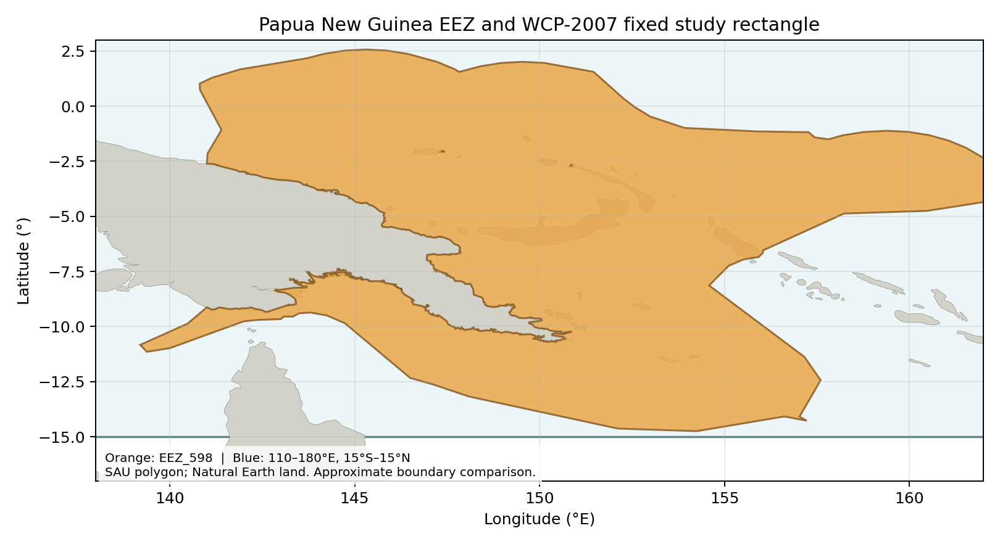 Papua New Guinea EEZ and WCP-2007 fixed study rectangle
2.5
0.0
−2.5
−5.0
−7.5
−10.0
−12.5
−15.0
Latitude (°)
Orange: EEZ_598 | Blue: 110–180°E, 15°S–15°N
SAU polygon; Natural Earth land. Approximate boundary comparison.
140 145 150 155 160
Longitude (°E)